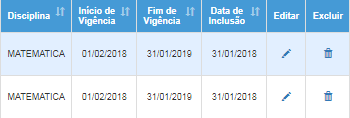 Disciplina Início de Vigência Fim de Vigência Data de Inclusão Editar Excluir
MATEMATICA 01/02/2018 31/01/2019 31/01/2018
MATEMATICA 01/02/2018 31/01/2019 31/01/2018